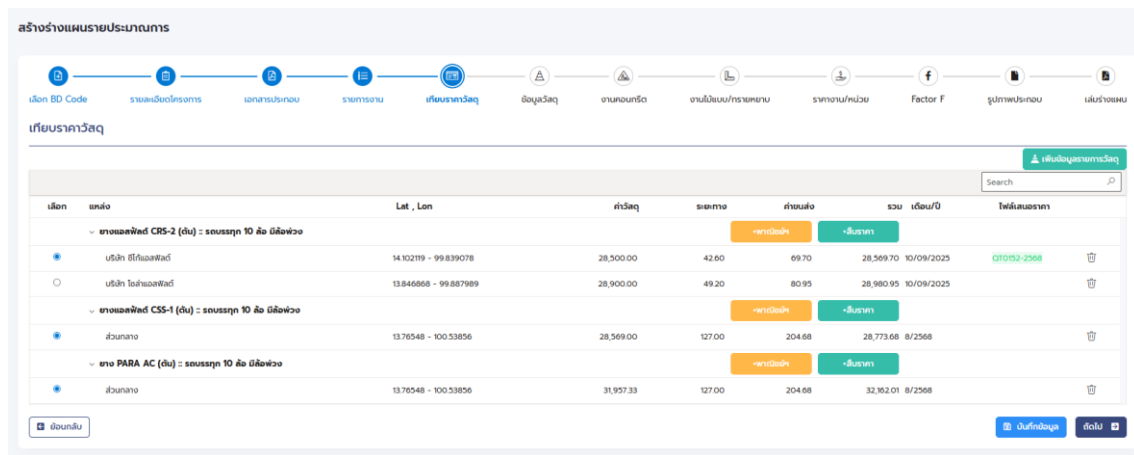 สร้างร่างแผนรายประมาณการ
เลือก BD Code รายละเอียดโครงการ เอกสารประกอบ รายการงาน เทียบราคาวัสดุ ข้อมูลวัสดุ งานคอนกรีต งานไม้แบบ/ทรายหยาบ ราคางาน/หน่วย Factor F รูปภาพประกอบ เล่มร่างแผน
เทียบราคาวัสดุ
เพิ่มข้อมูลรายการวัสดุ
Search
เลือก แหล่ง Lat , Lon ค่าวัสดุ ระยะทาง ค่าขนส่ง รวม เดือน/ปี ไฟล์เสนอราคา
ยางแอสฟัลต์ CRS-2 (ตัน) :: รถบรรทุก 10 ล้อ มีล้อพ่วง +พาณิชย์ฯ +สืบราคา
บริษัท ชีโก้แอสฟัลต์ 14.102119 - 99.839078 28,500.00 42.60 69.70 28,569.70 10/09/2025 QT0152-2568
บริษัท โซล่าแอสฟัลต์ 13.846868 - 99.887989 28,900.00 49.20 80.95 28,980.95 10/09/2025
ยางแอสฟัลต์ CSS-1 (ตัน) :: รถบรรทุก 10 ล้อ มีล้อพ่วง +พาณิชย์ฯ +สืบราคา
ส่วนกลาง 13.76548 - 100.53856 28,569.00 127.00 204.68 28,773.68 8/2568
ยาง PARA AC (ตัน) :: รถบรรทุก 10 ล้อ มีล้อพ่วง +พาณิชย์ฯ +สืบราคา
ส่วนกลาง 13.76548 - 100.53856 31,957.33 127.00 204.68 32,162.01 8/2568
ย้อนกลับ บันทึกข้อมูล ถัดไป